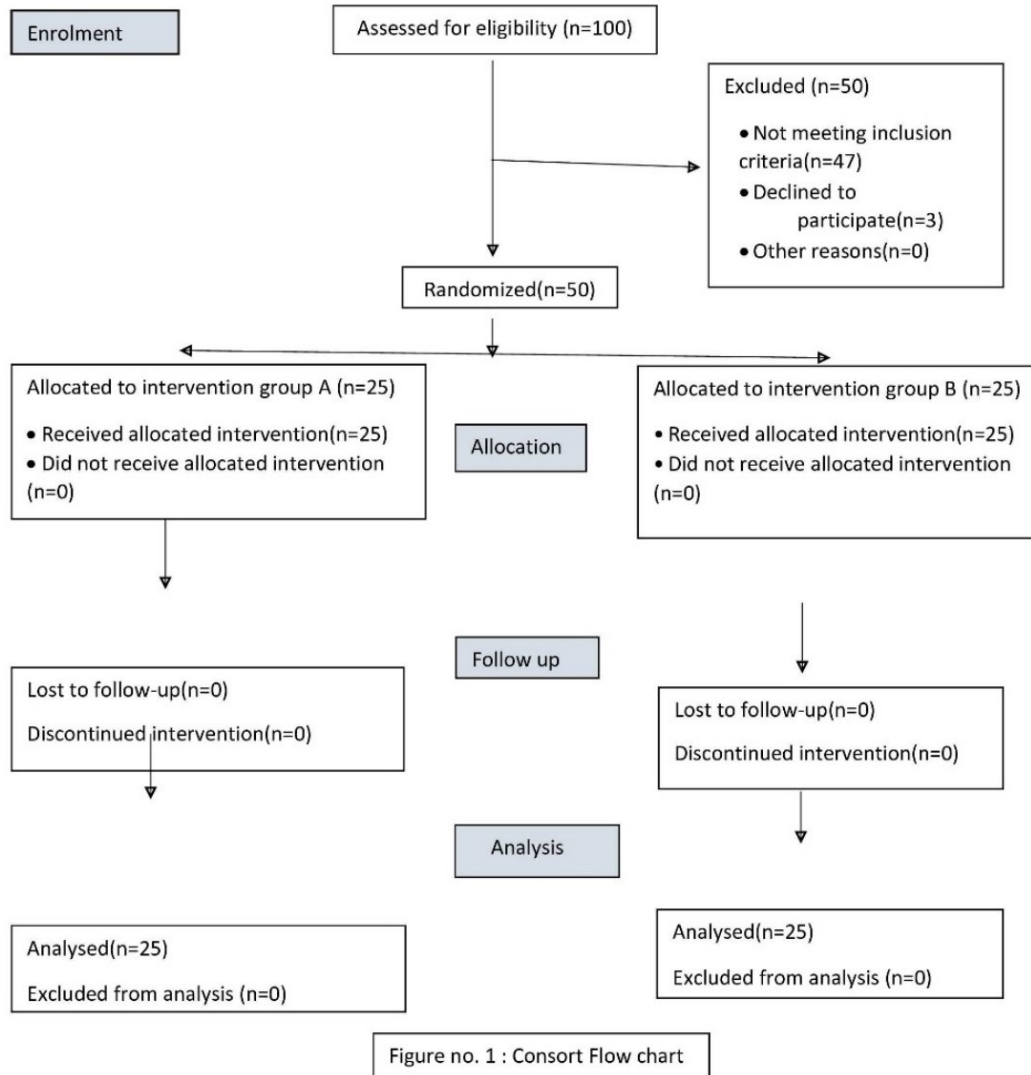 Enrolment
Assessed for eligibility (n=100)
Excluded (n=50)
• Not meeting inclusion
criteria(n=47)
• Declined to
participate(n=3)
• Other reasons(n=0)
Randomized(n=50)
Allocated to intervention group A (n=25)
• Received allocated intervention(n=25)
• Did not receive allocated intervention
(n=0)
Allocation
Allocated to intervention group B (n=25)
• Received allocated intervention(n=25)
• Did not receive allocated intervention
(n=0)
Follow up
Lost to follow-up(n=0)
Discontinued intervention(n=0)
Lost to follow-up(n=0)
Discontinued intervention(n=0)
Analysis
Analysed(n=25)
Excluded from analysis (n=0)
Analysed(n=25)
Excluded from analysis (n=0)
Figure no. 1 : Consort Flow chart